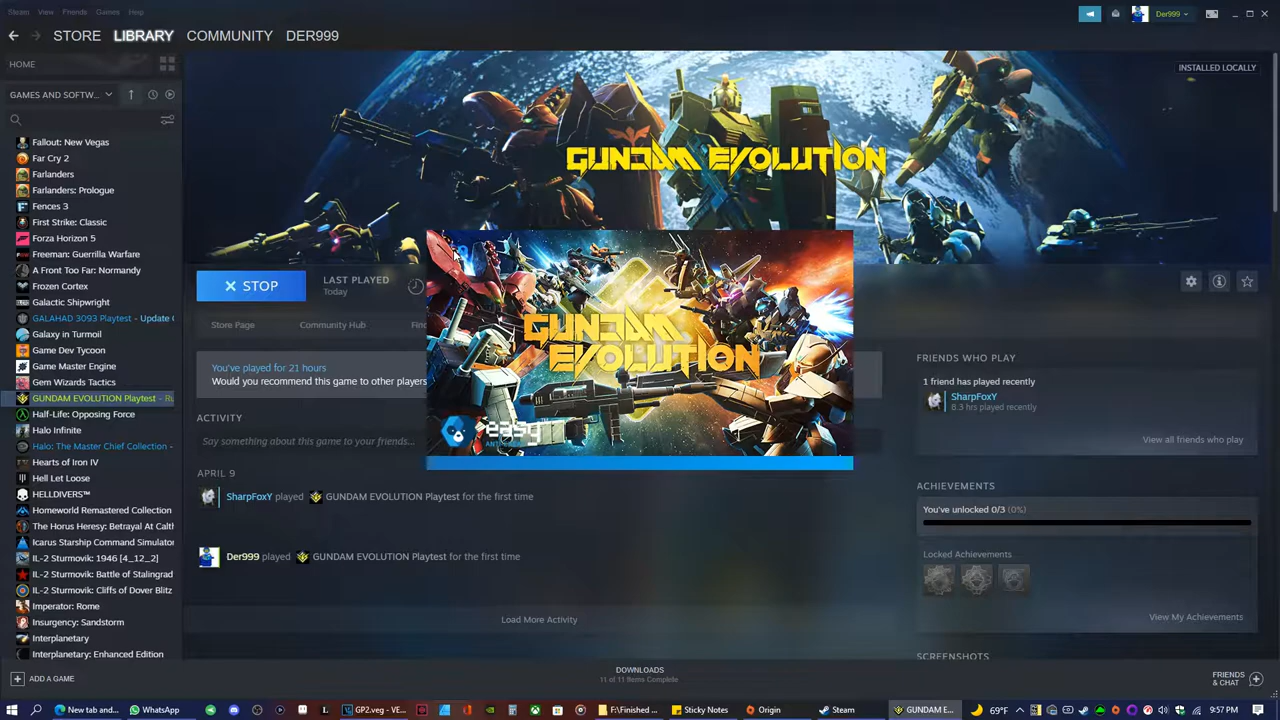 Steam View Friends Games Help
Der999
STORE LIBRARY COMMUNITY DER999
HOME
INSTALLED LOCALLY
GAMES AND SOFTW...
GUNDAM EVOLUTION
Fallout: New Vegas
Far Cry 2
Farlanders
Farlanders: Prologue
Fences 3
First Strike: Classic
Forza Horizon 5
Freeman: Guerrilla Warfare
A Front Too Far: Normandy
Frozen Cortex
Galactic Shipwright
GALAHAD 3093 Playtest - Update
Galaxy in Turmoil
Game Dev Tycoon
Game Master Engine
Gem Wizards Tactics
GUNDAM EVOLUTION Playtest - Ru
Half-Life: Opposing Force
Halo Infinite
Halo: The Master Chief Collection -
Hearts of Iron IV
Hell Let Loose
HELLDIVERS™
Homeworld Remastered Collection
The Horus Heresy: Betrayal At Calth
Icarus Starship Command Simulator
IL-2 Sturmovik: 1946 [4_12_2]
IL-2 Sturmovik: Battle of Stalingrad
IL-2 Sturmovik: Cliffs of Dover Blitz
Imperator: Rome
Insurgency: Sandstorm
Interplanetary
Interplanetary: Enhanced Edition
ADD A GAME
STOP
LAST PLAYED
Today
Store Page Community Hub Find
You've played for 21 hours
Would you recommend this game to other players
GUNDAM
EVOLUTION
easy
ACTIVITY
Say something about this game to your friends...
APRIL 9
SharpFoxY played GUNDAM EVOLUTION Playtest for the first time
Der999 played GUNDAM EVOLUTION Playtest for the first time
Load More Activity
FRIENDS WHO PLAY
1 friend has played recently
SharpFoxY
6.3 hrs played recently
View all friends who play
ACHIEVEMENTS
You've unlocked 0/3 (0%)
Locked Achievements
View My Achievements
SCREENSHOTS
DOWNLOADS
11 of 11 Items Complete
FRIENDS
& CHAT
New tab and... WhatsApp GP2.veg - VE... F:\Finished ... Sticky Notes Origin Steam GUNDAM E... 69°F 9:57 PM